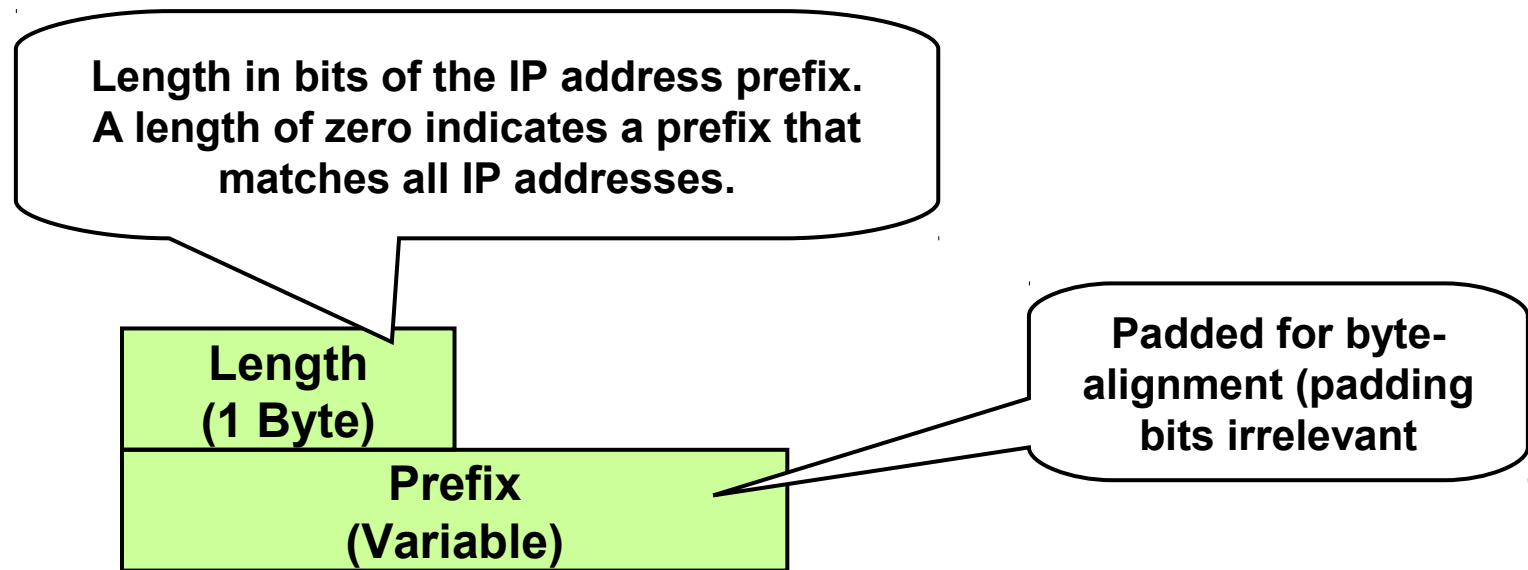 Length in bits of the IP address prefix.
A length of zero indicates a prefix that
matches all IP addresses.
Length
(1 Byte)
Padded for byte-
alignment (padding
bits irrelevant
Prefix
(Variable)